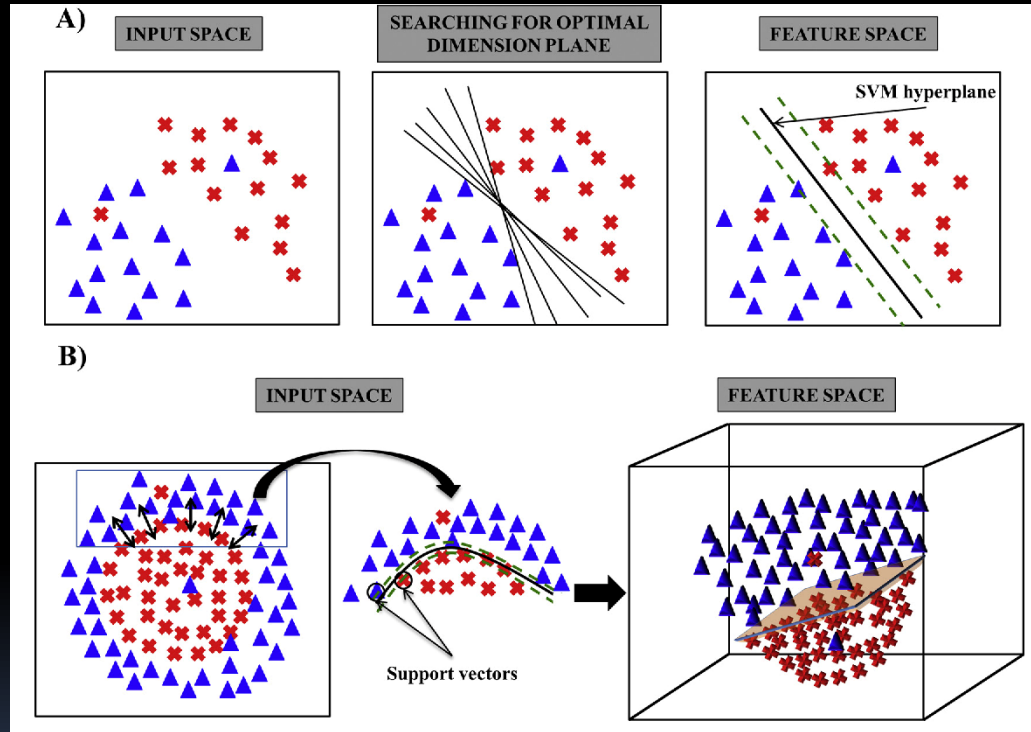 A)
INPUT SPACE
SEARCHING FOR OPTIMAL
DIMENSION PLANE
FEATURE SPACE
SVM hyperplane
B)
INPUT SPACE
FEATURE SPACE
Support vectors